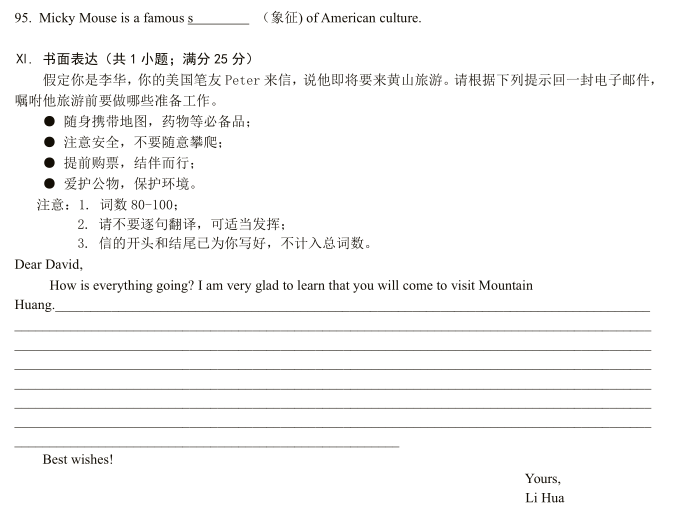 95. Micky Mouse is a famous s________ （象征) of American culture.
XI. 书面表达（共 1 小题；满分 25 分）
假定你是李华，你的美国笔友 Peter 来信，说他即将要来黄山旅游。请根据下列提示回一封电子邮件，
嘱咐他旅游前要做哪些准备工作。
● 随身携带地图，药物等必备品；
● 注意安全，不要随意攀爬；
● 提前购票，结伴而行；
● 爱护公物，保护环境。
注意：1. 词数 80-100；
2. 请不要逐句翻译，可适当发挥；
3. 信的开头和结尾已为你写好，不计入总词数。
Dear David,
How is everything going? I am very glad to learn that you will come to visit Mountain
Huang.
Best wishes!
Yours,
Li Hua